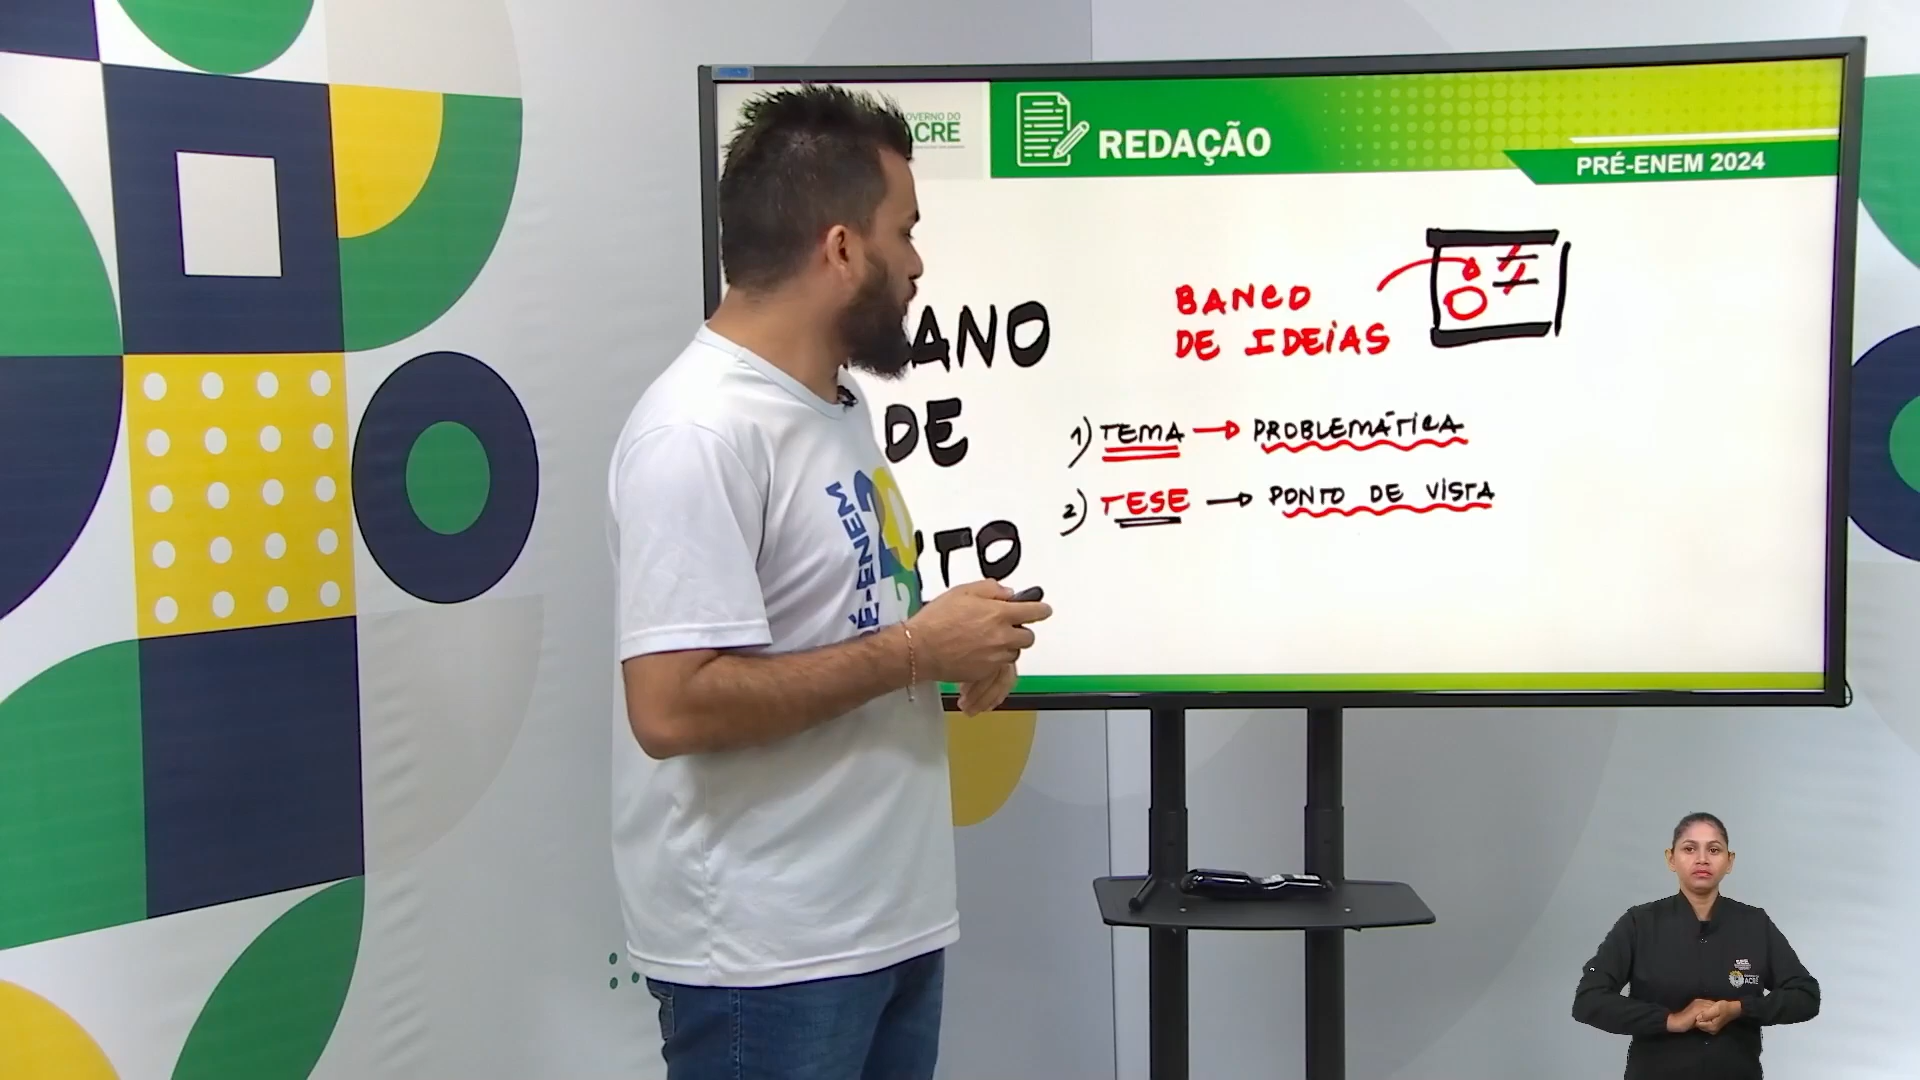 GOVERNO DO
ACRE
REDAÇÃO
PRÉ-ENEM 2024
BANCO
DE IDEIAS
ANO
DE
TO
1) TEMA → PROBLEMÁTICA
2) TESE → PONTO DE VISTA
-ENEM
ACRE